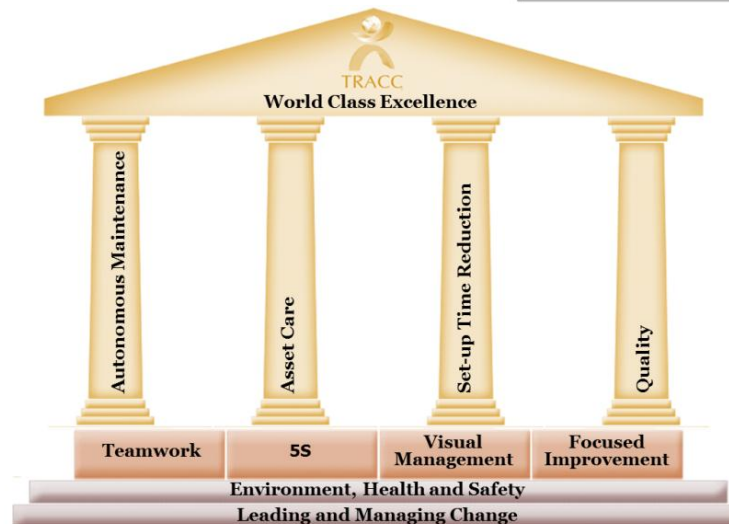 TRACC
World Class Excellence
Autonomous Maintenance
Asset Care
Set-up Time Reduction
Quality
Teamwork
5S
Visual
Management
Focused
Improvement
Environment, Health and Safety
Leading and Managing Change